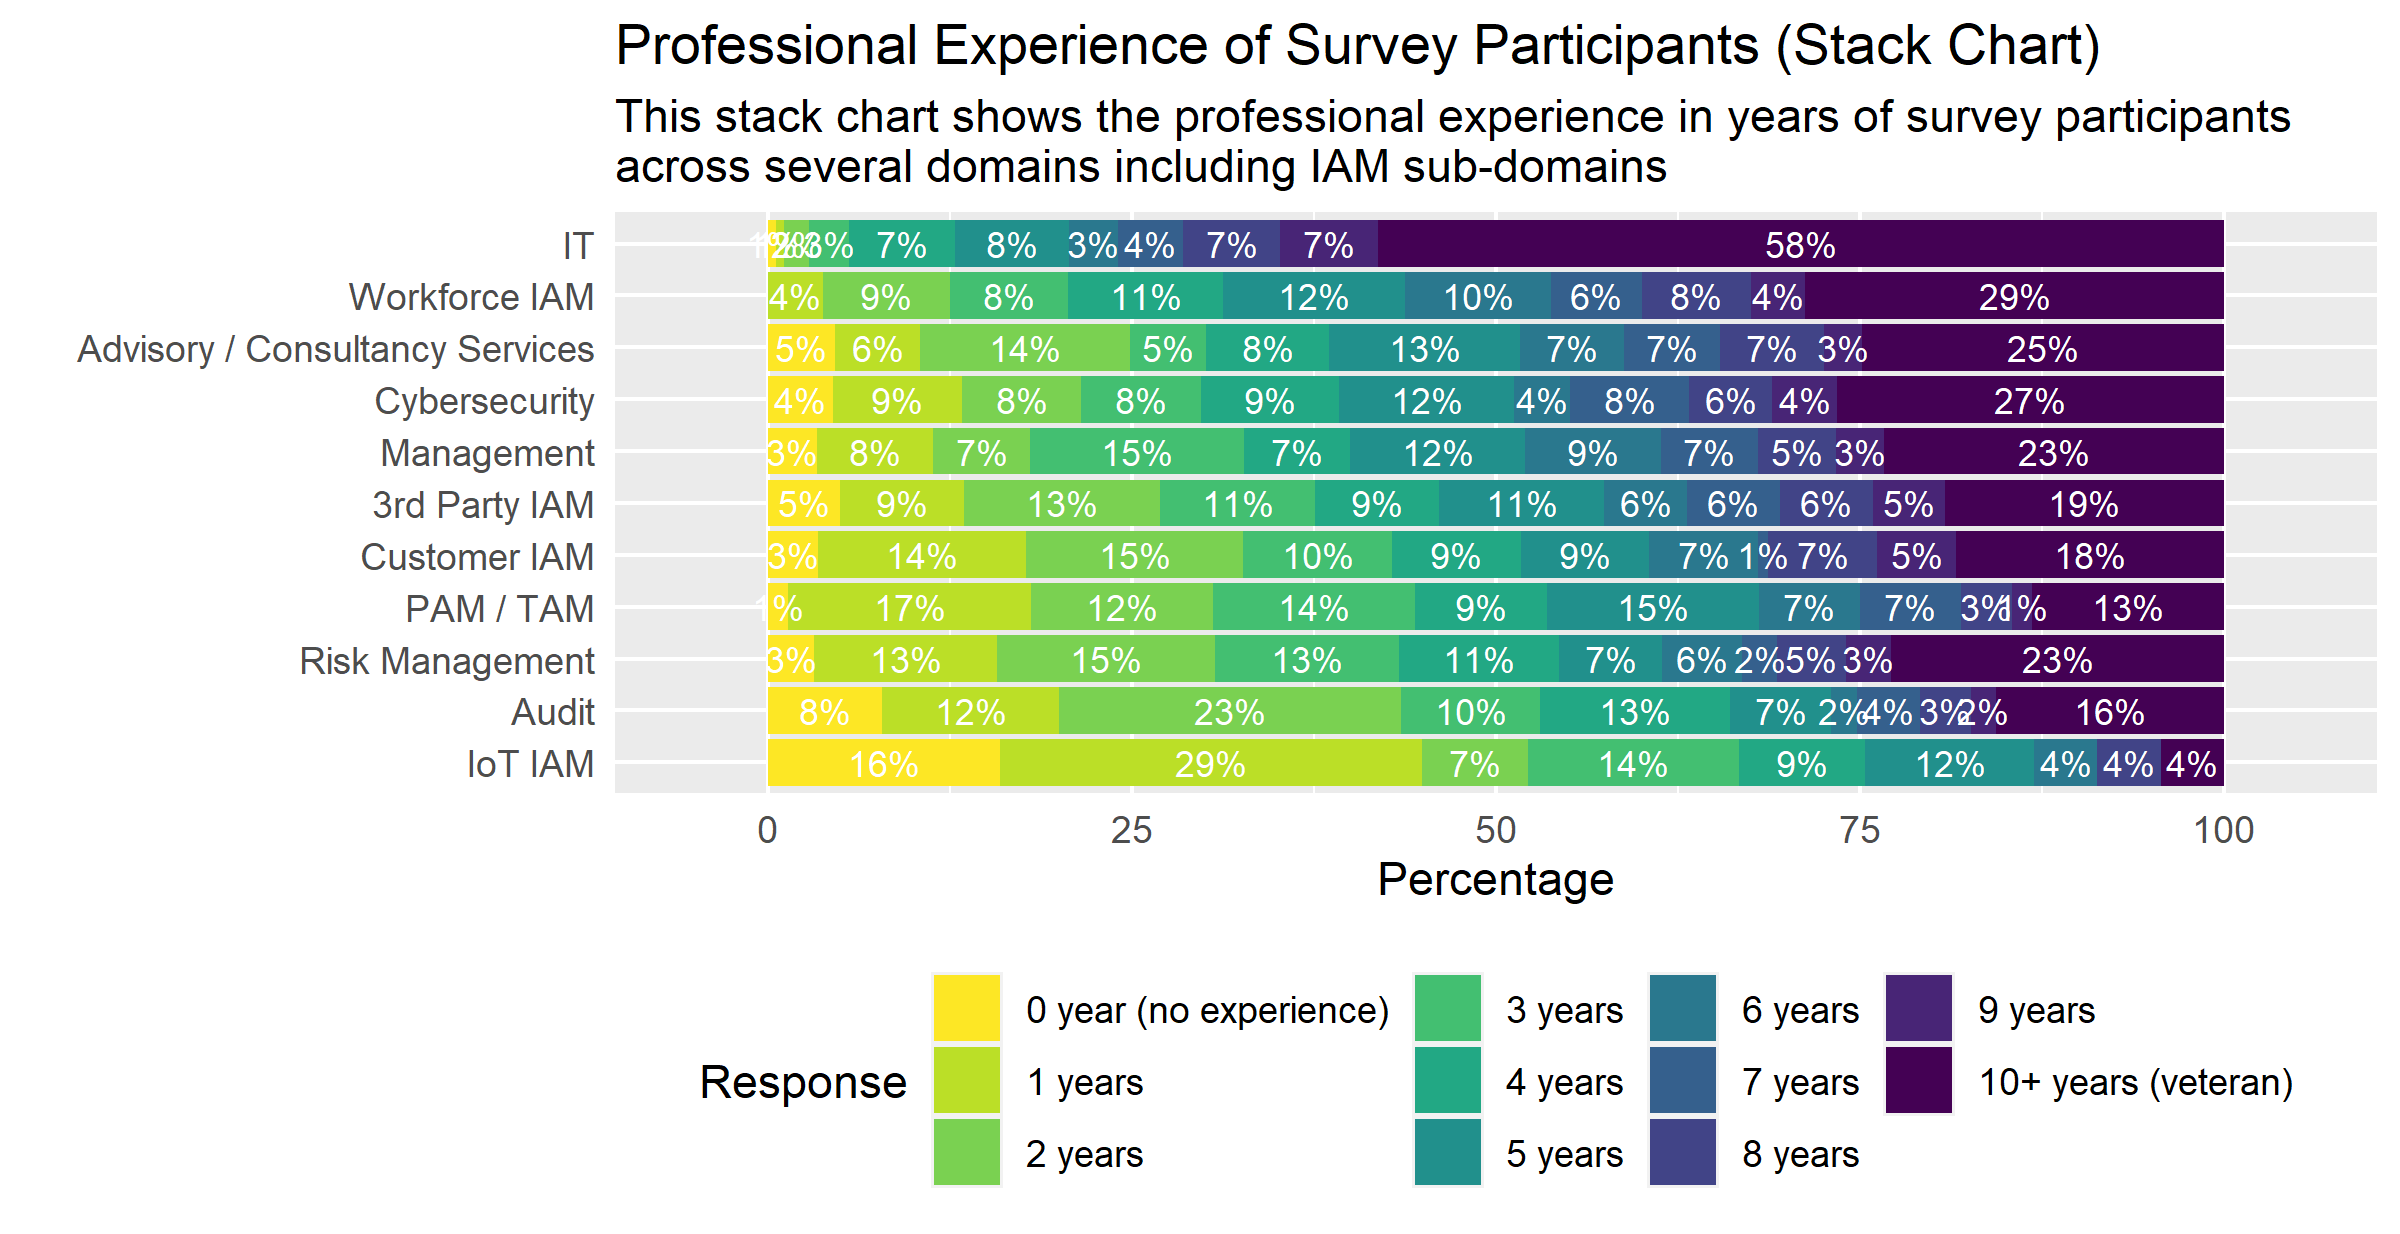 Professional Experience of Survey Participants (Stack Chart)
This stack chart shows the professional experience in years of survey participants
across several domains including IAM sub-domains
IT 3% 7% 8% 3% 4% 7% 7% 58%
Workforce IAM 4% 9% 8% 11% 12% 10% 6% 8% 4% 29%
Advisory / Consultancy Services 5% 6% 14% 5% 8% 13% 7% 7% 7% 3% 25%
Cybersecurity 4% 9% 8% 8% 9% 12% 4% 8% 6% 4% 27%
Management 3% 8% 7% 15% 7% 12% 9% 7% 5% 3% 23%
3rd Party IAM 5% 9% 13% 11% 9% 11% 6% 6% 6% 5% 19%
Customer IAM 3% 14% 15% 10% 9% 9% 7% 1% 7% 5% 18%
PAM / TAM 1% 17% 12% 14% 9% 15% 7% 7% 3% 1% 13%
Risk Management 3% 13% 15% 13% 11% 7% 6% 2% 5% 3% 23%
Audit 8% 12% 23% 10% 13% 7% 2% 4% 3% 2% 16%
IoT IAM 16% 29% 7% 14% 9% 12% 4% 4% 4%
0 25 50 75 100
Percentage
Response
0 year (no experience)
1 years
2 years
3 years
4 years
5 years
6 years
7 years
8 years
9 years
10+ years (veteran)